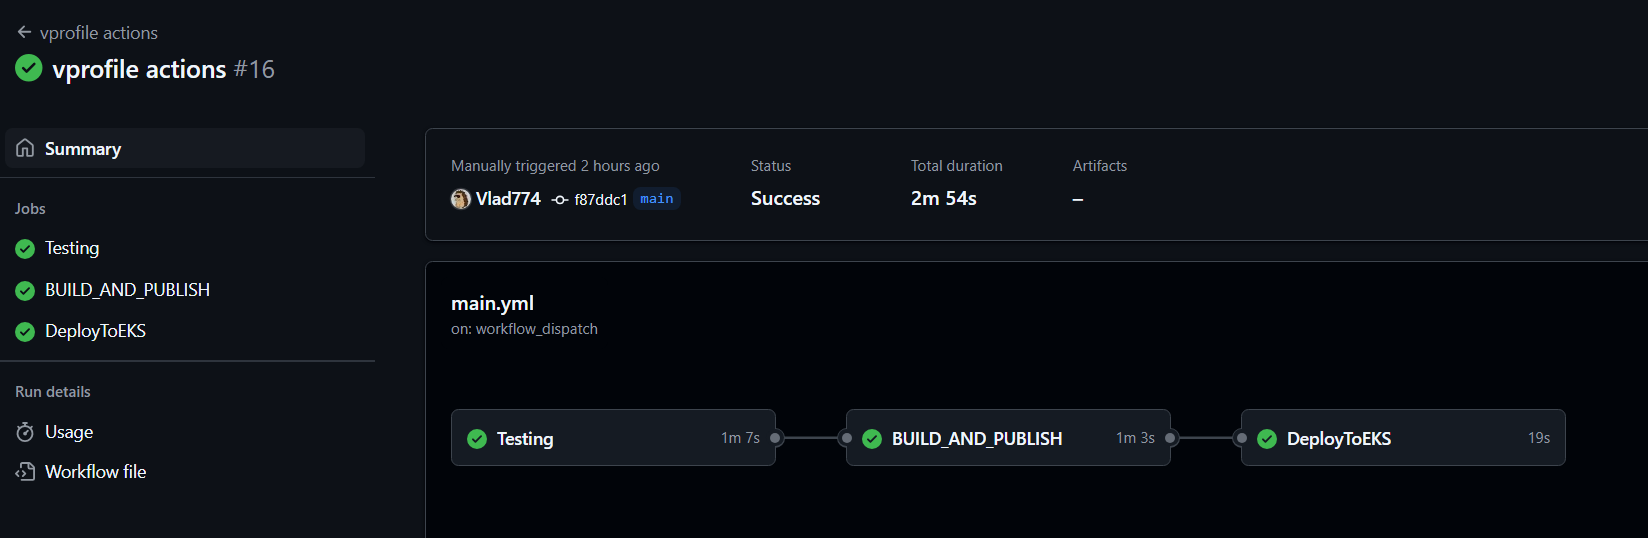 vprofile actions
vprofile actions #16
Summary
Jobs
Testing
BUILD_AND_PUBLISH
DeployToEKS
Run details
Usage
Workflow file
Manually triggered 2 hours ago
Vlad774 f87ddc1 main
Status
Success
Total duration
2m 54s
Artifacts
–
main.yml
on: workflow_dispatch
Testing 1m 7s
BUILD_AND_PUBLISH 1m 3s
DeployToEKS 19s